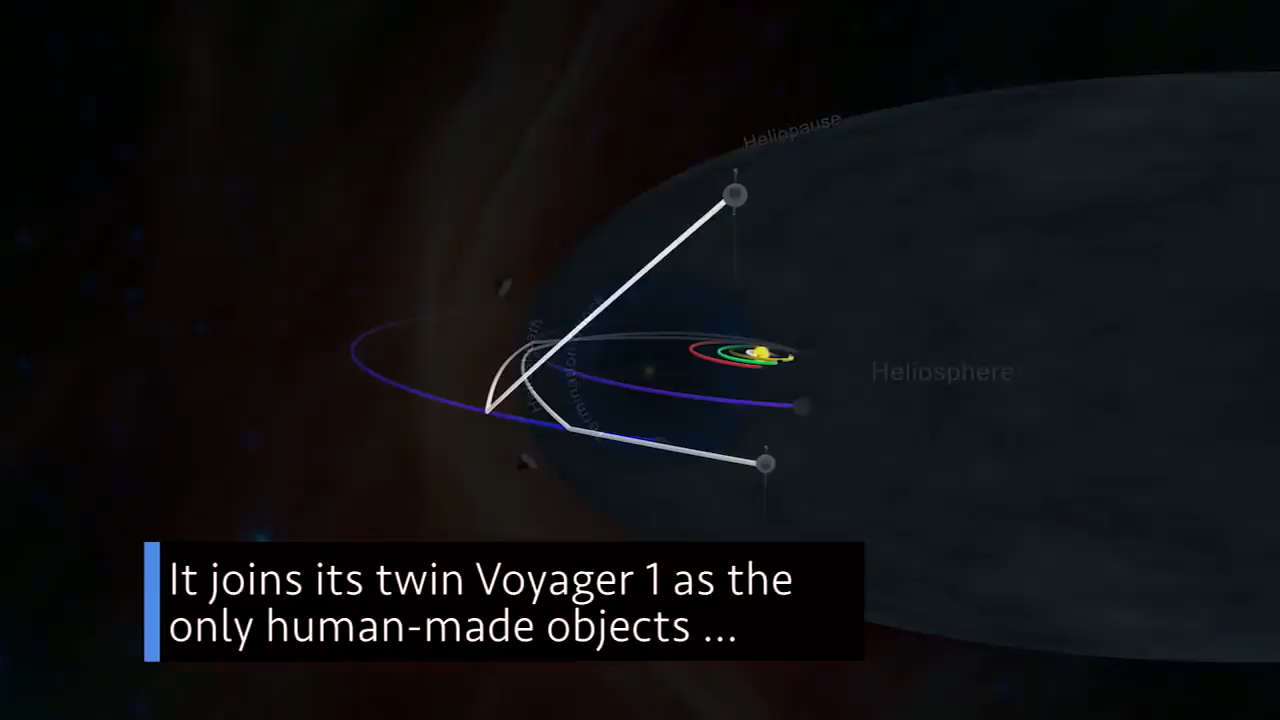 Heliopause
Heliosphere
It joins its twin Voyager 1 as the
only human-made objects ...